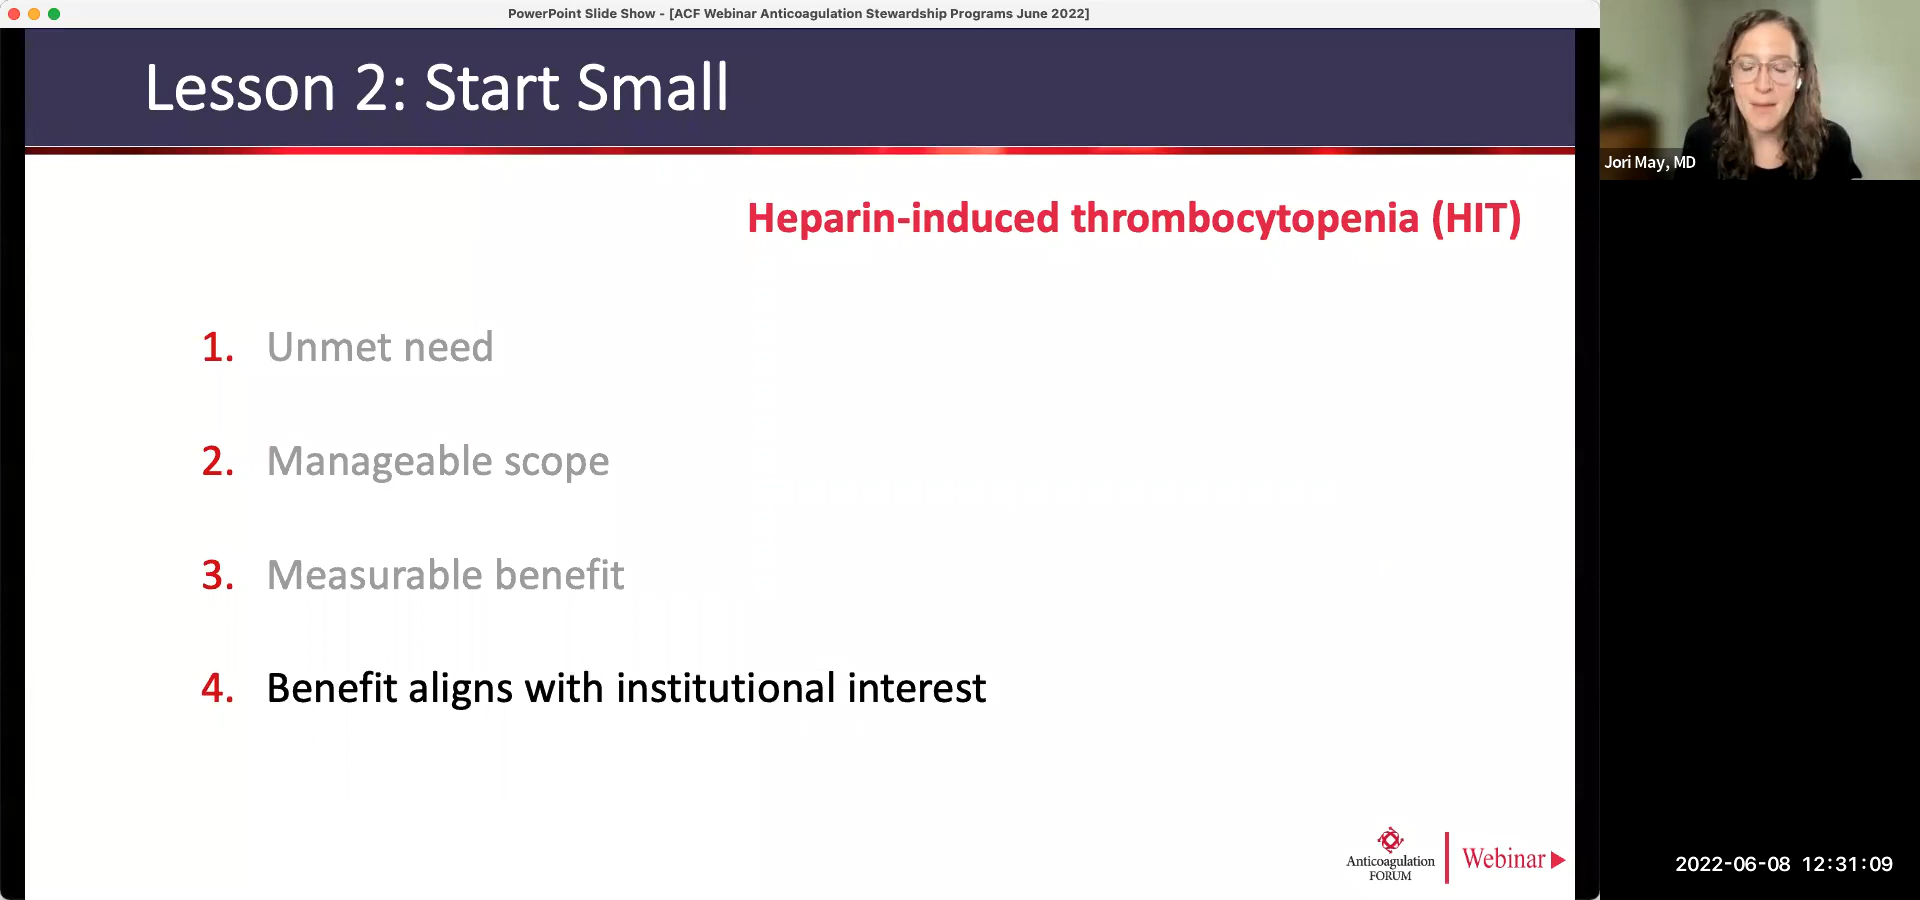 PowerPoint Slide Show - [ACF Webinar Anticoagulation Stewardship Programs June 2022]
Lesson 2: Start Small
Jori May, MD
Heparin-induced thrombocytopenia (HIT)
1. Unmet need
2. Manageable scope
3. Measurable benefit
4. Benefit aligns with institutional interest
Anticoagulation
FORUM
Webinar
2022-06-08 12:31:09